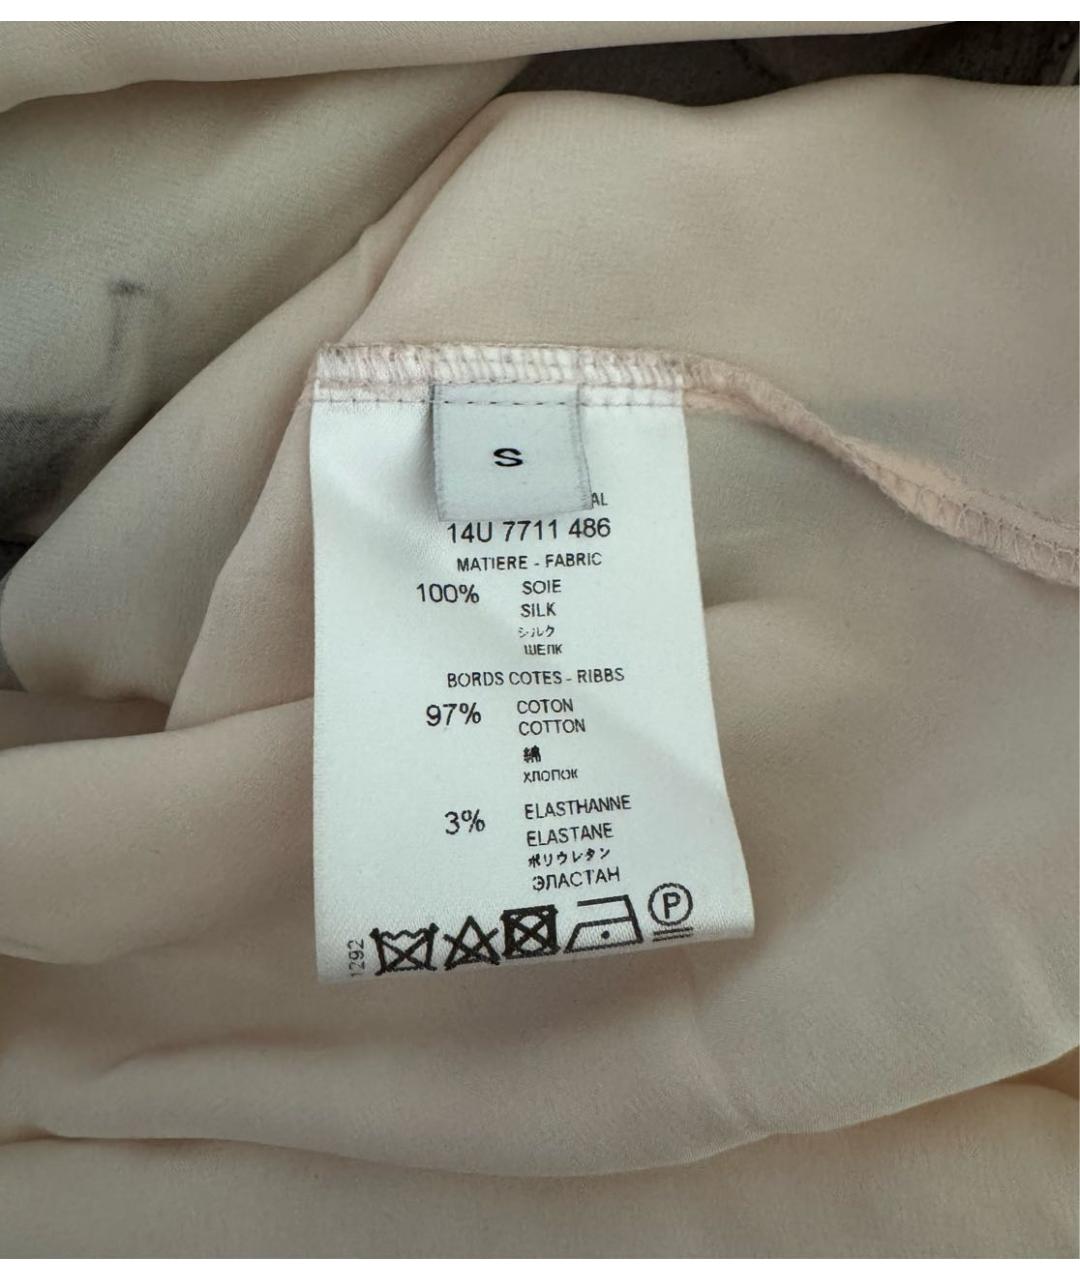 S
AL
14U 7711 486
MATIERE - FABRIC
100% SOIE
SILK
シルク
ШЕЛК
BORDS COTES - RIBBS
97% COTON
COTTON
綿
ХЛОПОК
3% ELASTHANNE
ELASTANE
ポリウレタン
ЭЛАСТАН
1292
P